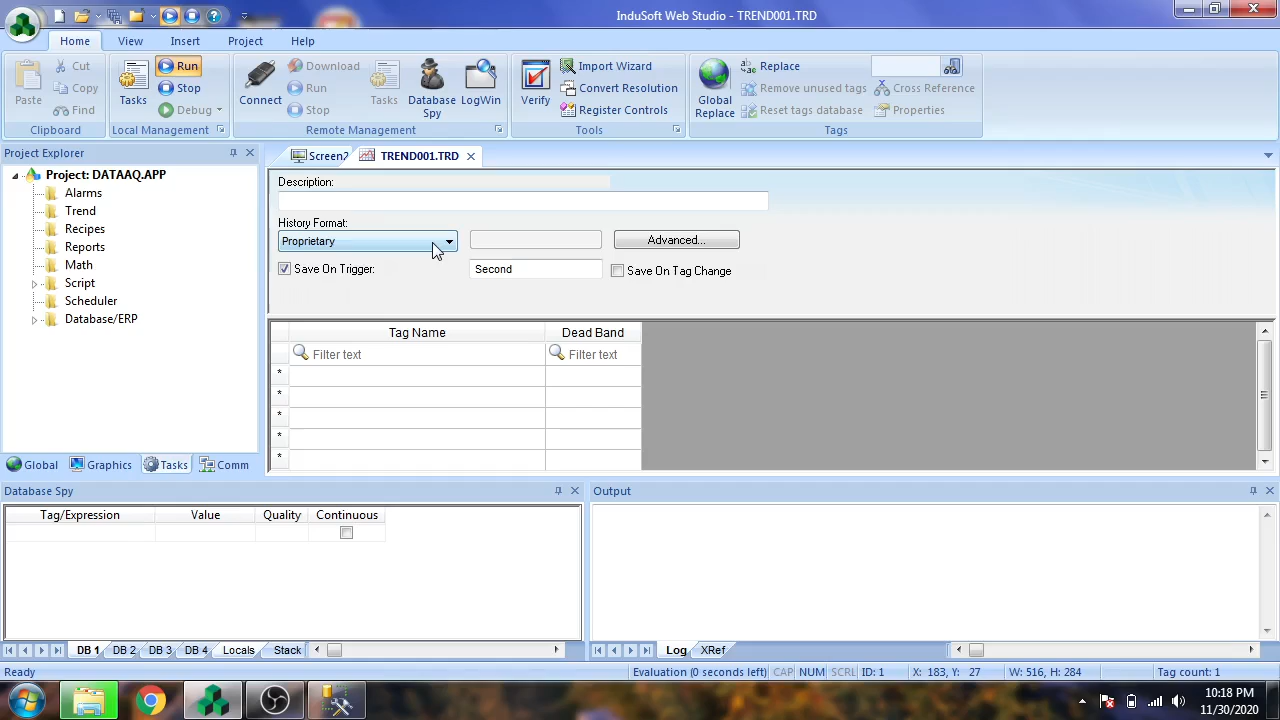 InduSoft Web Studio - TREND001.TRD
Home View Insert Project Help
Paste Cut Copy Find
Clipboard
Tasks Run Stop Debug
Local Management
Connect Download Run Stop Tasks Database Spy LogWin
Remote Management
Verify Import Wizard Convert Resolution Register Controls
Tools
Global Replace Replace Remove unused tags Reset tags database Cross Reference Properties
Tags
Project Explorer
Project: DATAAQ.APP
Alarms
Trend
Recipes
Reports
Math
Script
Scheduler
Database/ERP
Global Graphics Tasks Comm
Screen2 TREND001.TRD
Description:
History Format:
Proprietary Advanced...
Save On Trigger: Second Save On Tag Change
Tag Name Dead Band
Filter text Filter text
*
*
*
*
*
Database Spy
Tag/Expression Value Quality Continuous
DB 1 DB 2 DB 3 DB 4 Locals Stack
Output
Log XRef
Ready Evaluation (0 seconds left) CAP NUM SCRL ID: 1 X: 183, Y: 27 W: 516, H: 284 Tag count: 1
10:18 PM
11/30/2020